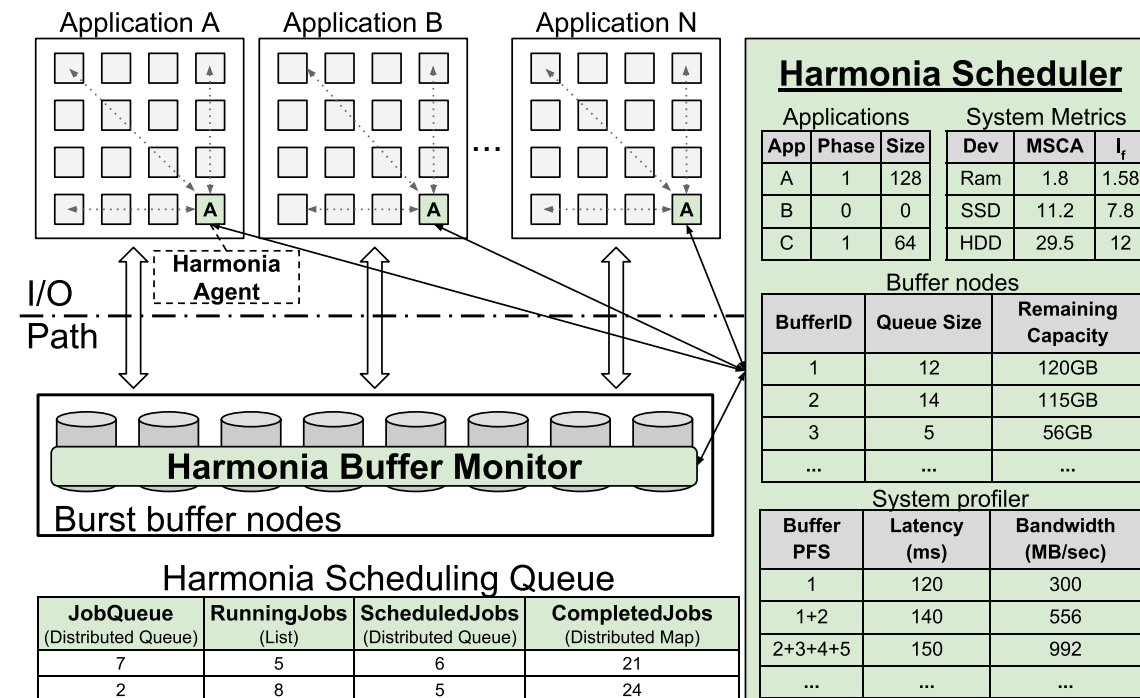 Application A
Application B
Application N
...
A
A
A
Harmonia
Agent
I/O
Path
Harmonia Buffer Monitor
Burst buffer nodes
Harmonia Scheduling Queue
JobQueue RunningJobs ScheduledJobs CompletedJobs
(Distributed Queue) (List) (Distributed Queue) (Distributed Map)
7 5 6 21
2 8 5 24
Harmonia Scheduler
Applications
App Phase Size
A 1 128
B 0 0
C 1 64
System Metrics
Dev MSCA If
Ram 1.8 1.58
SSD 11.2 7.8
HDD 29.5 12
Buffer nodes
BufferID Queue Size Remaining
Capacity
1 12 120GB
2 14 115GB
3 5 56GB
... ... ...
System profiler
Buffer Latency Bandwidth
PFS (ms) (MB/sec)
1 120 300
1+2 140 556
2+3+4+5 150 992
... ... ...